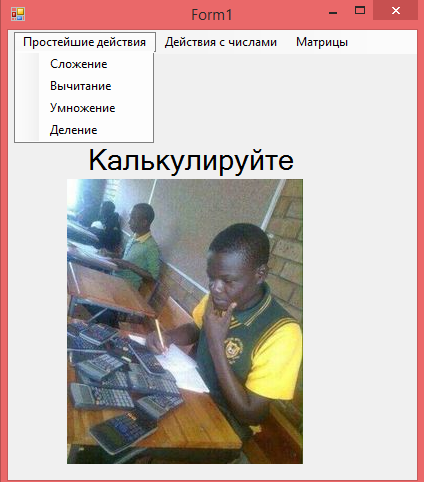 Form1
Простейшие действия Действия с числами Матрицы
Сложение
Вычитание
Умножение
Деление
Калькулируйте